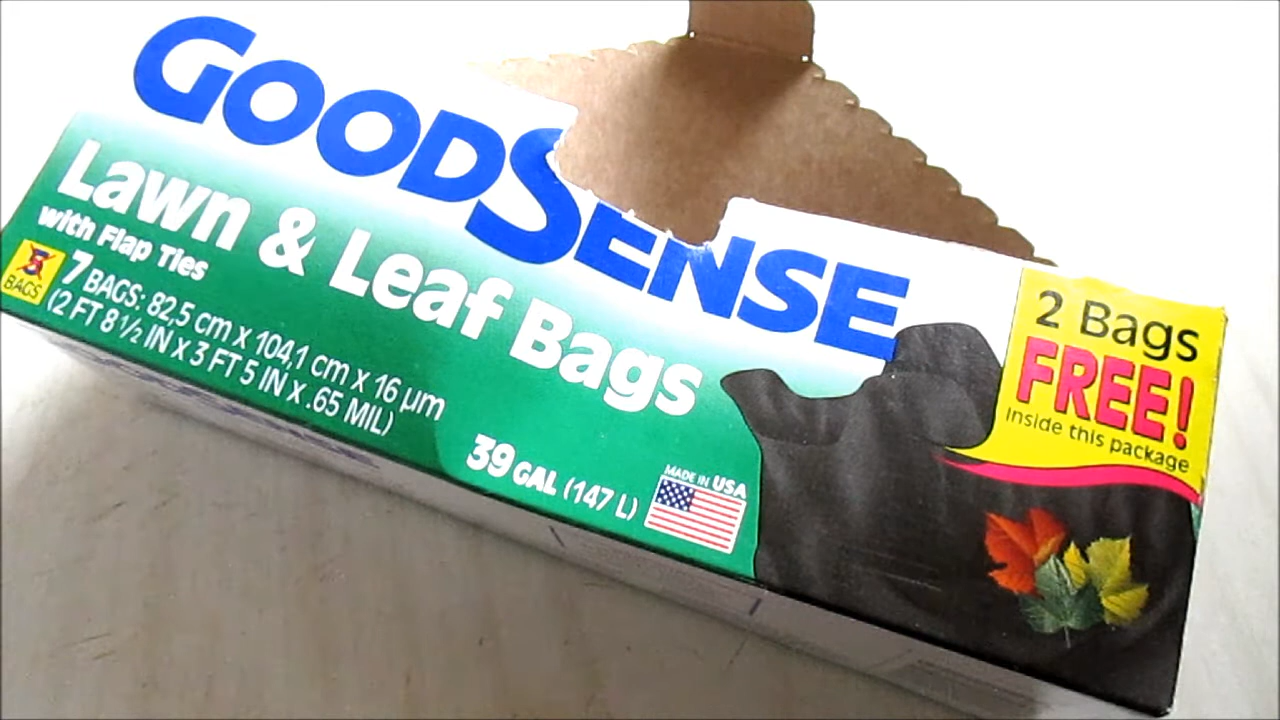 GOODSENSE
Lawn & Leaf Bags
with Flap Ties
5
BAGS
7 BAGS: 82,5 cm x 104,1 cm x 16 µm
(2 FT 8 1/2 IN X 3 FT 5 IN X .65 MIL)
39 GAL (147 L)
MADE IN USA
2 Bags
FREE!
inside this package